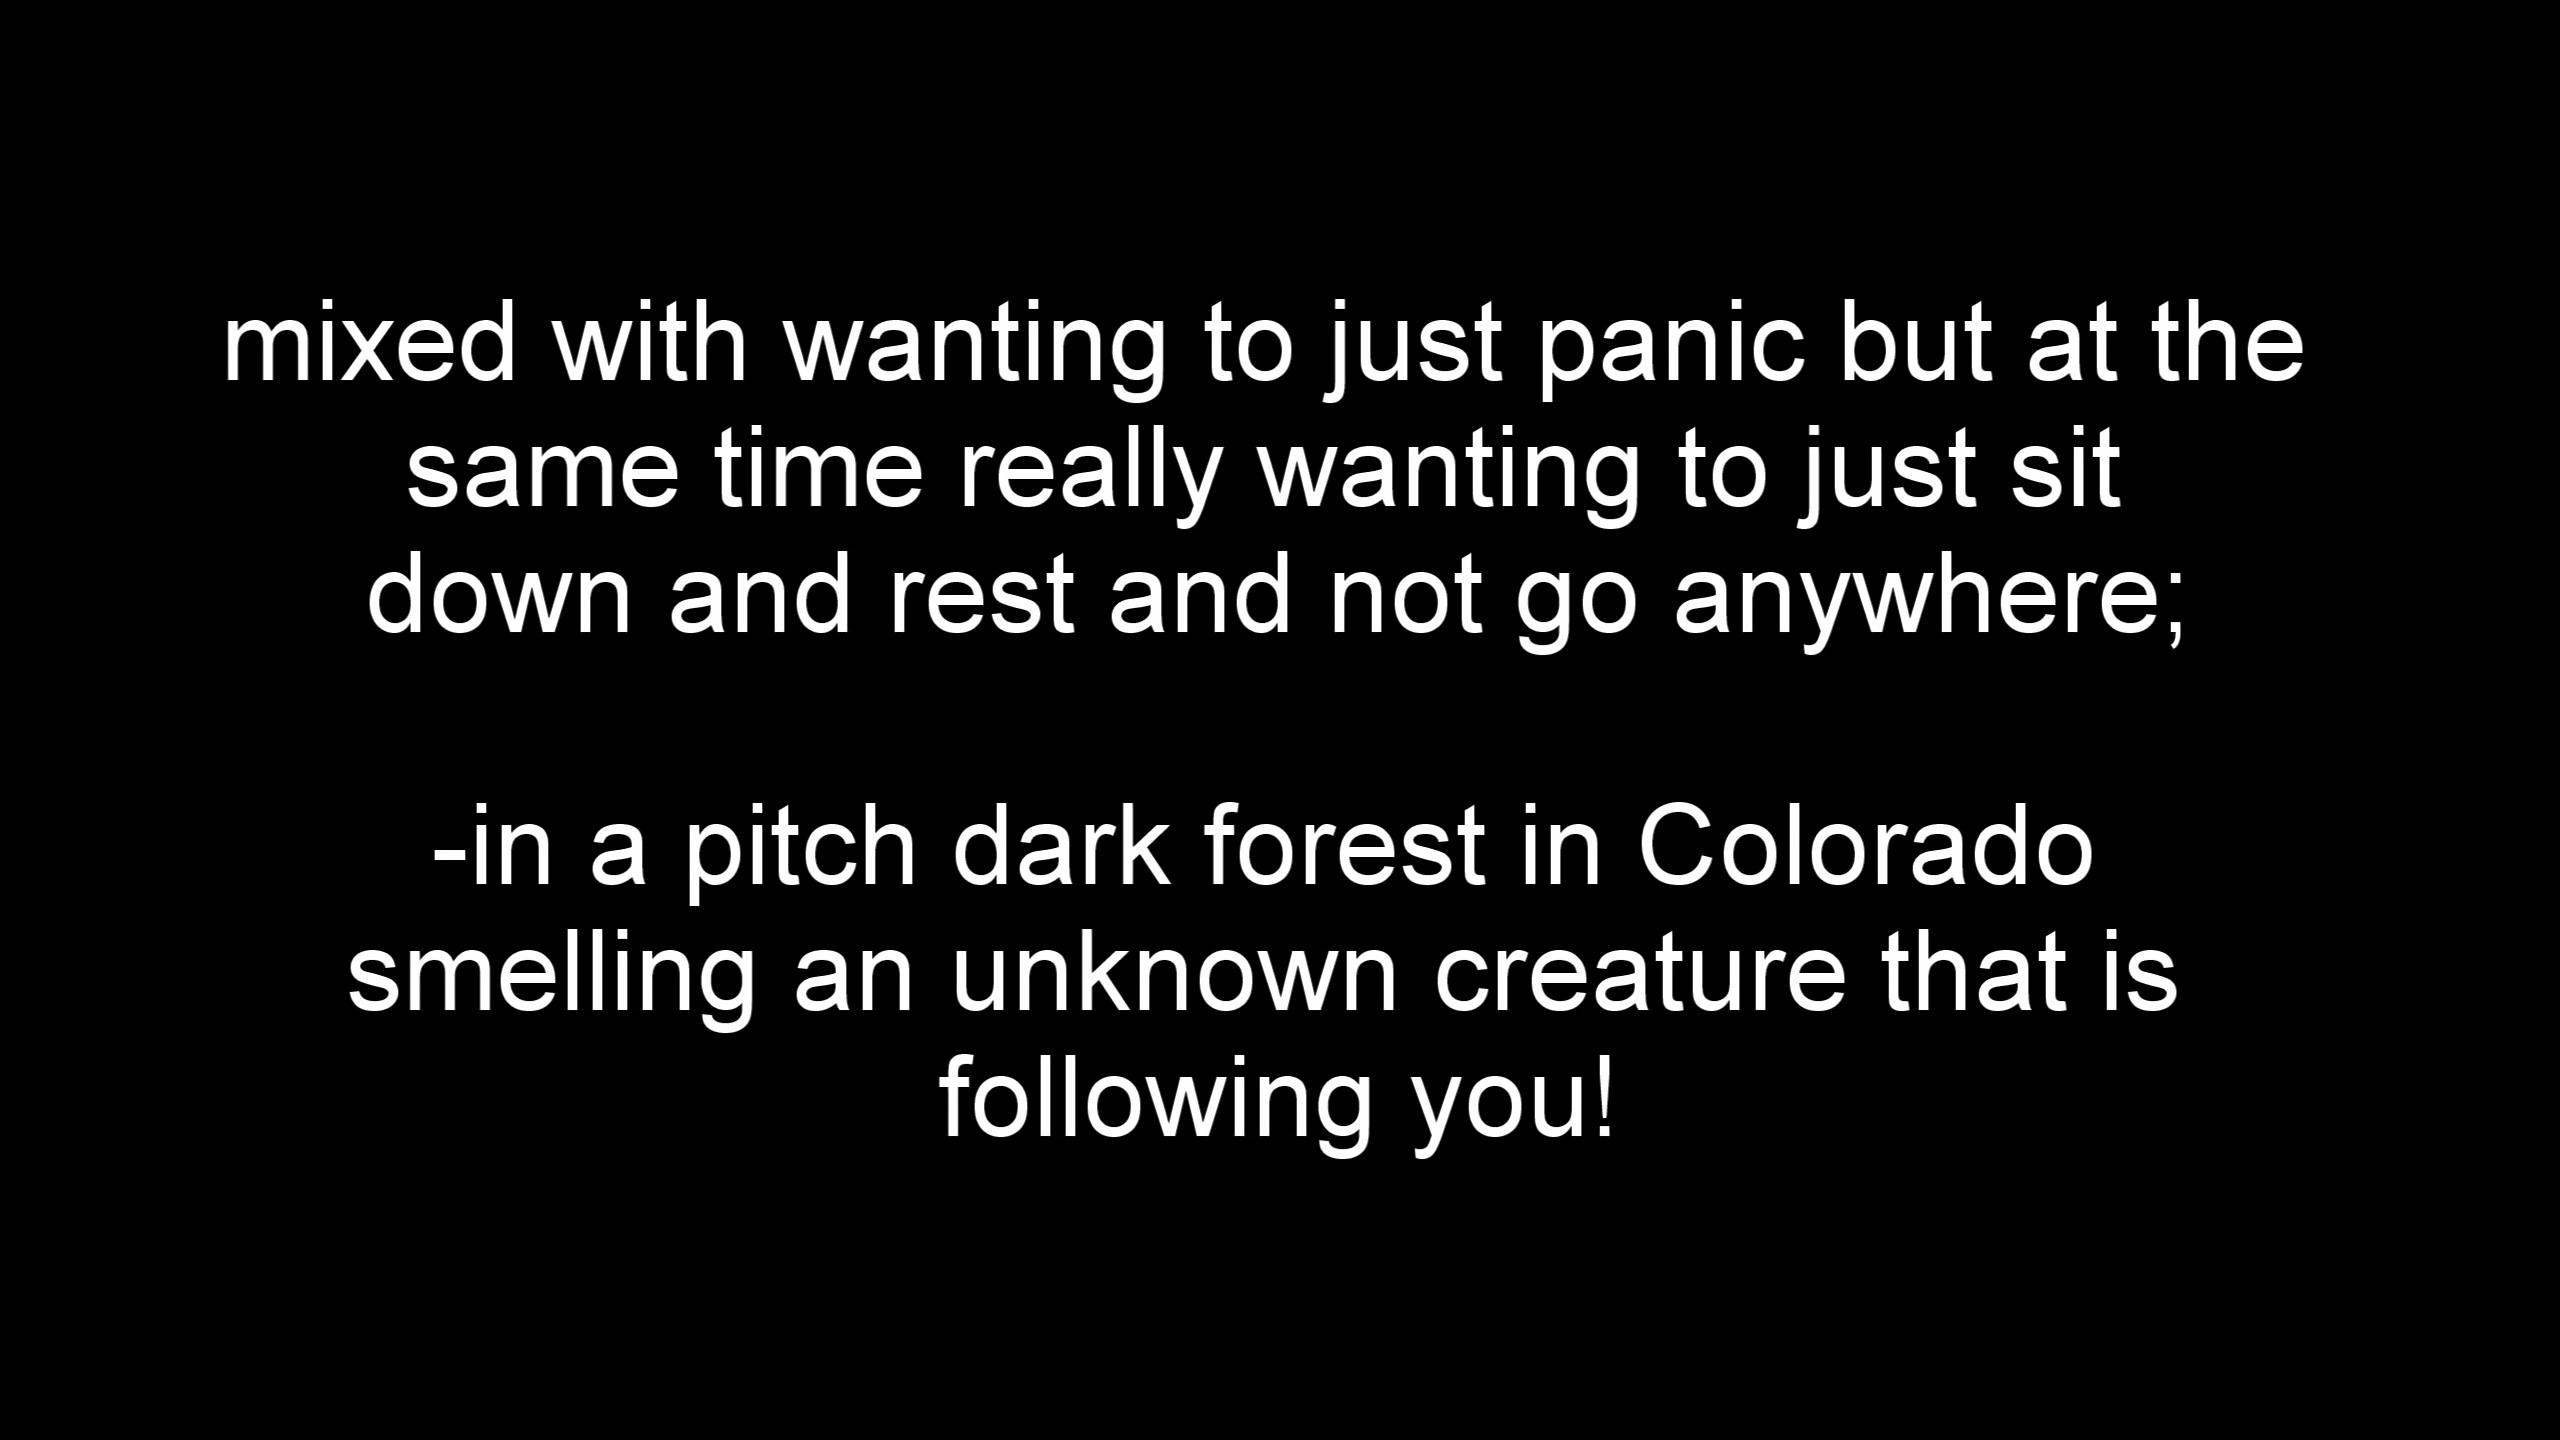 mixed with wanting to just panic but at the
same time really wanting to just sit
down and rest and not go anywhere;
-in a pitch dark forest in Colorado
smelling an unknown creature that is
following you!